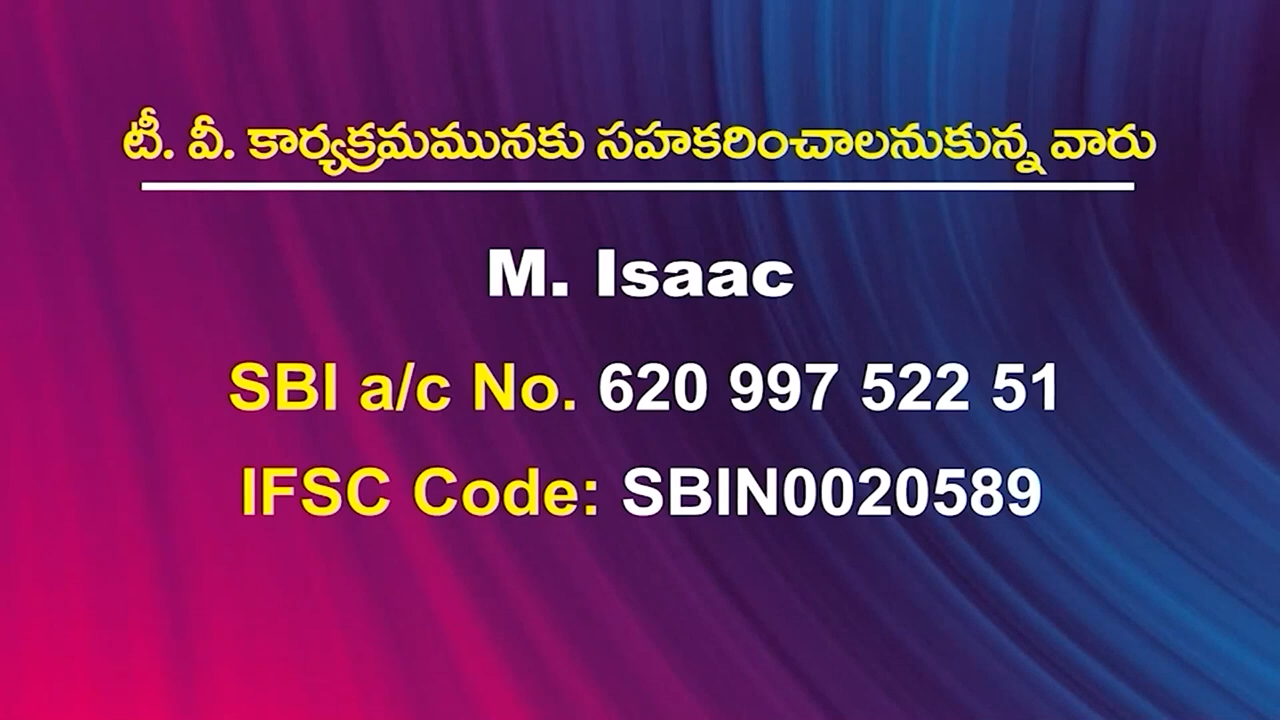 టీ. వీ. కార్యక్రమమునకు సహకరించాలనుకున్న వారు
M. Isaac
SBI a/c No. 620 997 522 51
IFSC Code: SBIN0020589